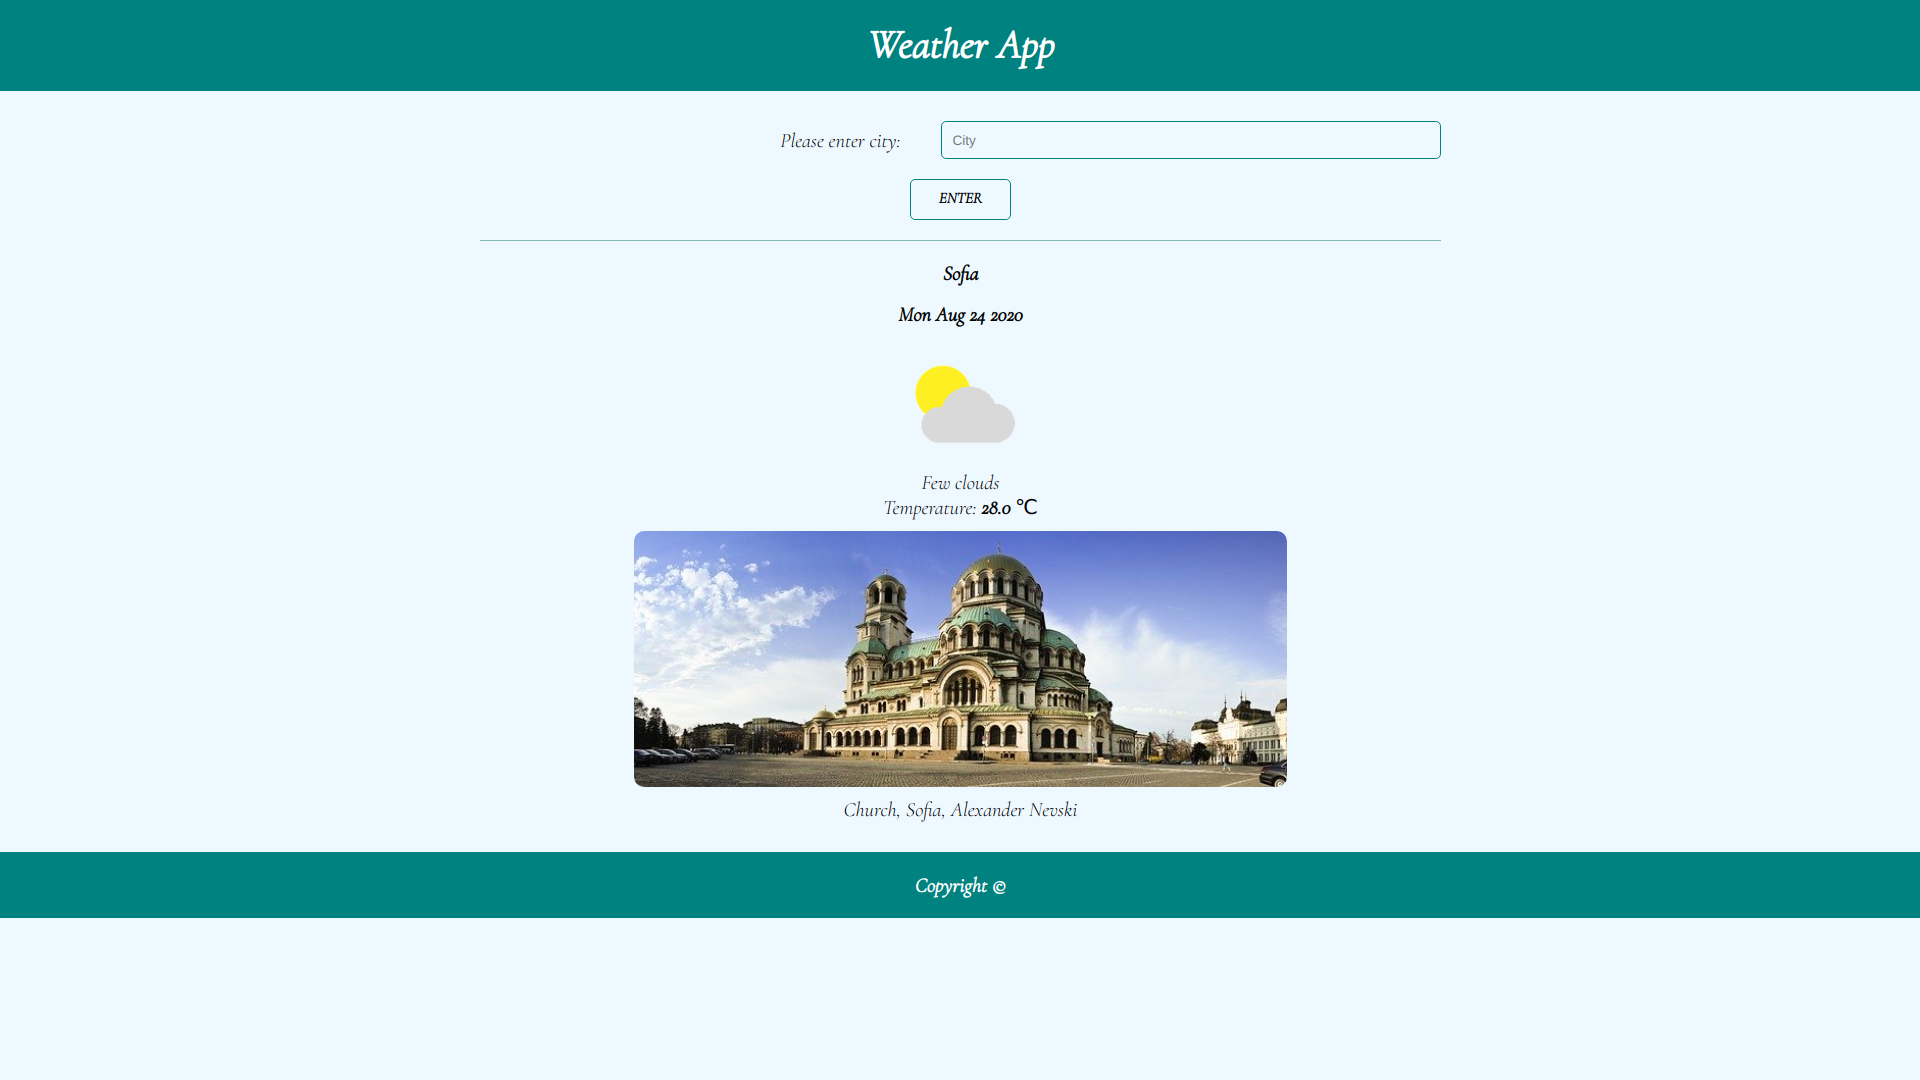 Weather App
Please enter city:
City
ENTER
Sofia
Mon Aug 24 2020
Few clouds
Temperature: 28.0 °C
Church, Sofia, Alexander Nevski
Copyright ©